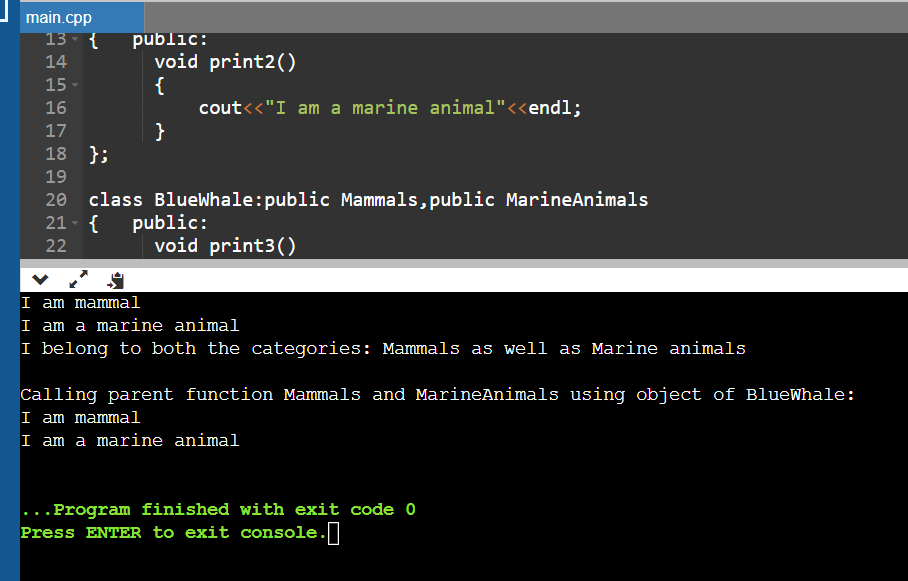 main.cpp
13 { public:
14 void print2()
15 {
16 cout<<"I am a marine animal"<<endl;
17 }
18 };
19
20 class BlueWhale:public Mammals,public MarineAnimals
21 { public:
22 void print3()
I am mammal
I am a marine animal
I belong to both the categories: Mammals as well as Marine animals
Calling parent function Mammals and MarineAnimals using object of BlueWhale:
I am mammal
I am a marine animal
...Program finished with exit code 0
Press ENTER to exit console.